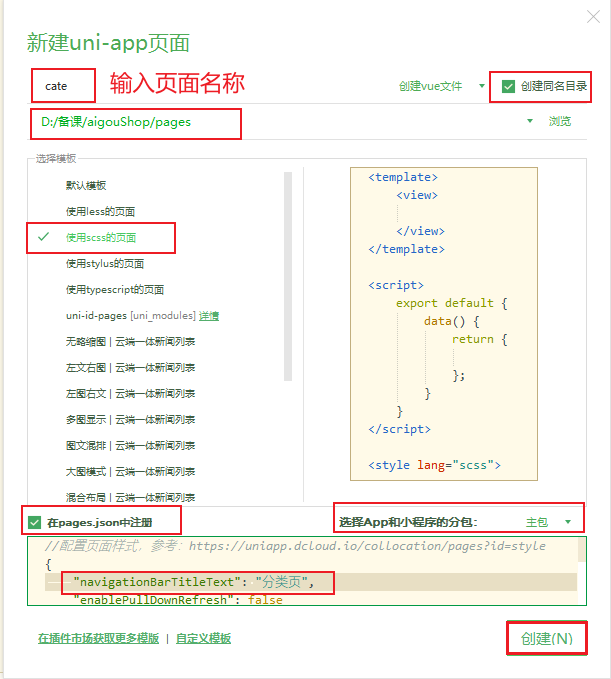 新建uni-app页面
cate 输入页面名称 创建vue文件 创建同名目录
D:/备课/aigouShop/pages 浏览
选择模板
默认模板
使用less的页面
使用scss的页面
使用stylus的页面
使用typescript的页面
uni-id-pages [uni_modules] 详情
无略缩图 | 云端一体新闻列表
左文右图 | 云端一体新闻列表
左图右文 | 云端一体新闻列表
多图显示 | 云端一体新闻列表
图文混排 | 云端一体新闻列表
大图模式 | 云端一体新闻列表
混合布局 | 云端一体新闻列表
<template>
<view>
</view>
</template>
<script>
export default {
data() {
return {
};
}
}
</script>
<style lang="scss">
在pages.json中注册 选择App和小程序的分包: 主包
//配置页面样式，参考：https://uniapp.dcloud.io/collocation/pages?id=style
{
"navigationBarTitleText": "分类页",
"enablePullDownRefresh": false
在插件市场获取更多模版 | 自定义模板
创建(N)